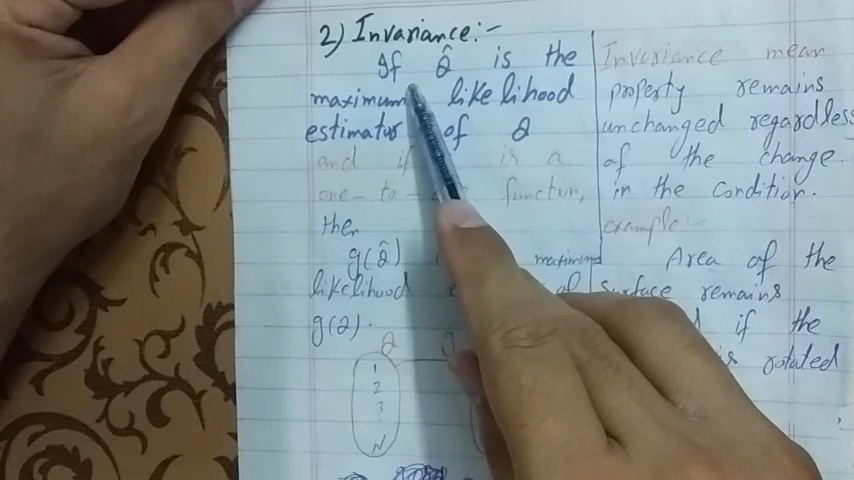 2) Invariance:-
If θ̂ is the
maximum likelihood
estimator of θ
and if is a
one-to- functin,
then
g(θ̂) maximum
likelihood of
g(θ).
θ g
1
2
3
N
Invariance mean
property remains
unchanged regardless
of the change
in the condition.
example:-
Area of the
Surface remains
if the
is rotated